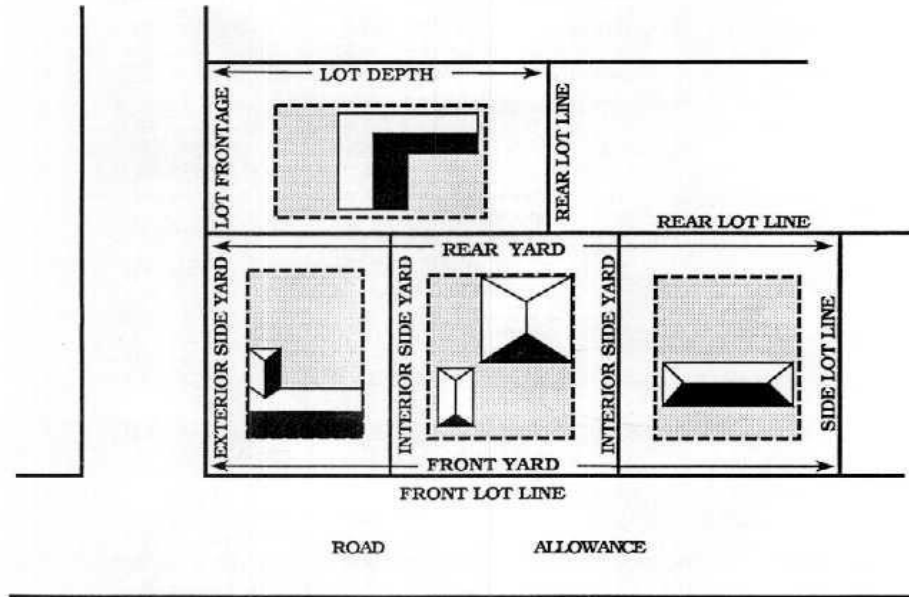 LOT DEPTH
LOT FRONTAGE
REAR LOT LINE
REAR LOT LINE
REAR YARD
EXTERIOR SIDE YARD
INTERIOR SIDE YARD
INTERIOR SIDE YARD
SIDE LOT LINE
FRONT YARD
FRONT LOT LINE
ROAD ALLOWANCE